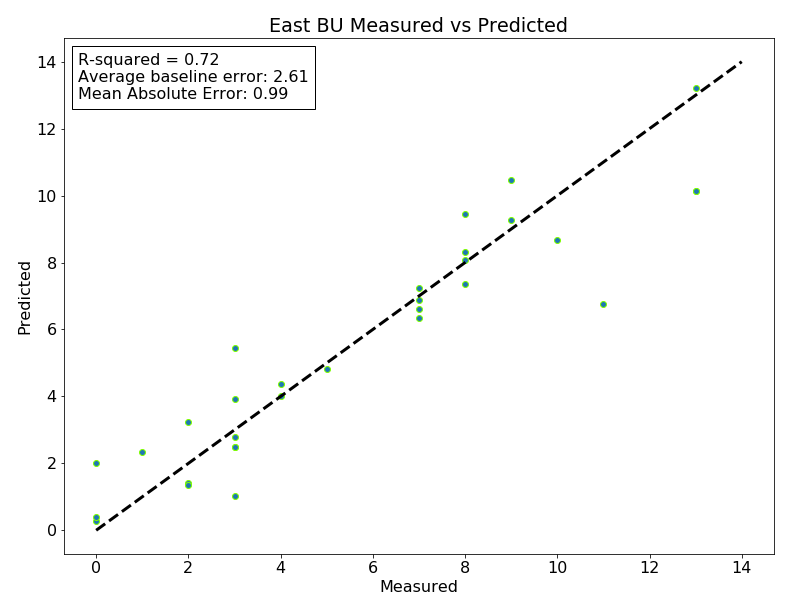 East BU Measured vs Predicted
R-squared = 0.72
Average baseline error: 2.61
Mean Absolute Error: 0.99
14
12
10
8
6
4
2
0
Predicted
0 2 4 6 8 10 12 14
Measured